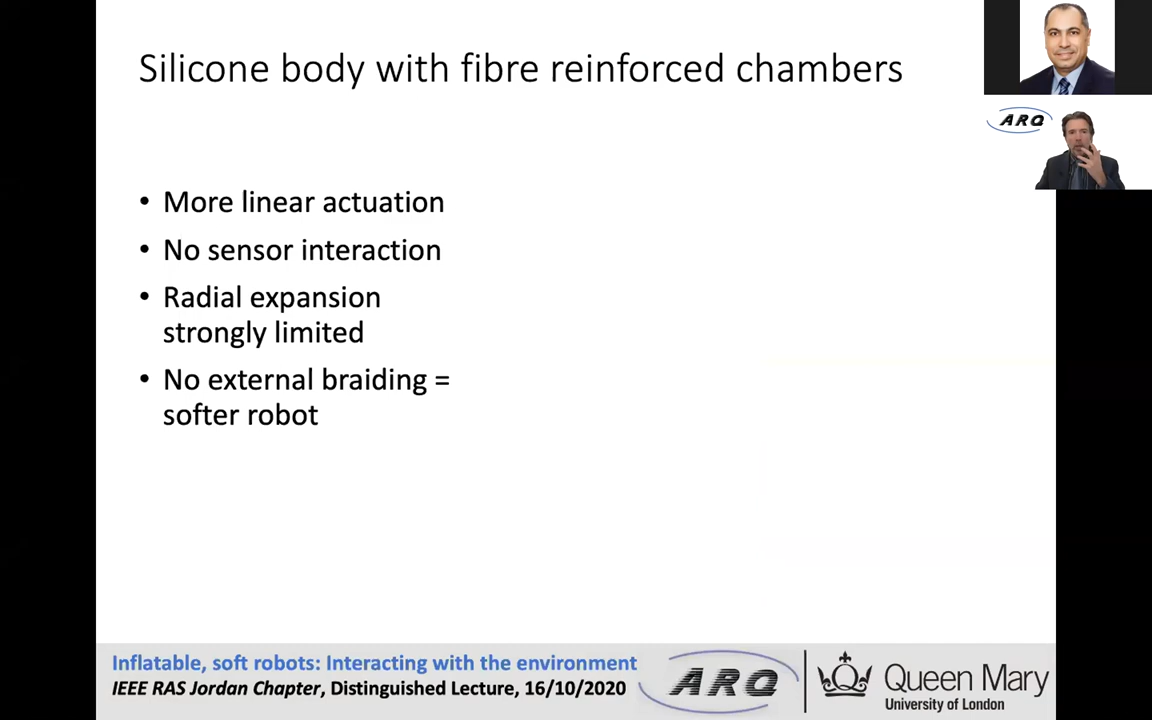 Silicone body with fibre reinforced chambers
ARQ
• More linear actuation
• No sensor interaction
• Radial expansion
strongly limited
• No external braiding =
softer robot
Inflatable, soft robots: Interacting with the environment
IEEE RAS Jordan Chapter, Distinguished Lecture, 16/10/2020
ARQ
Queen Mary
University of London